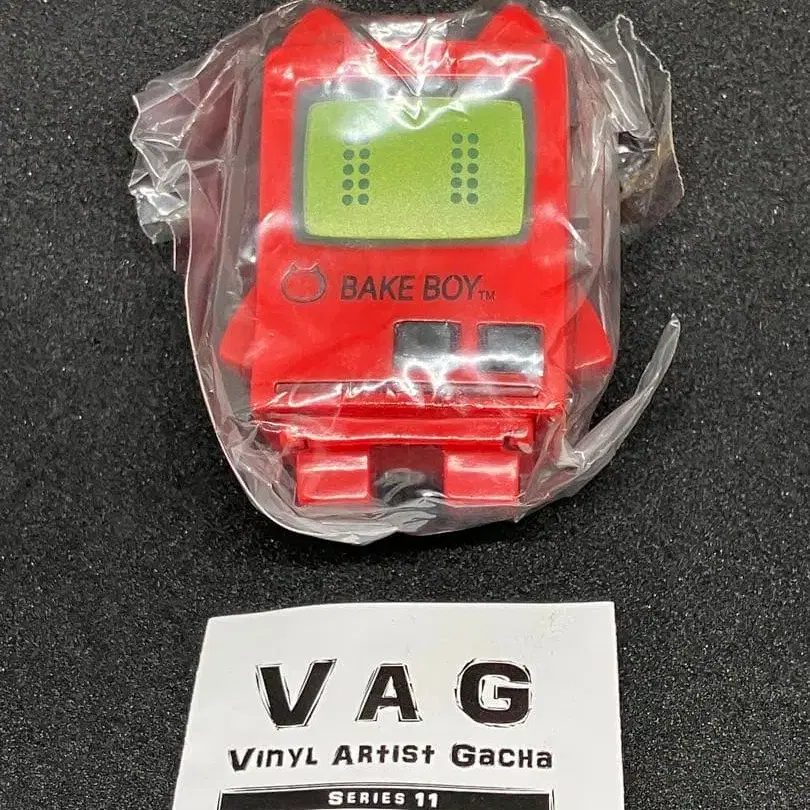 BAKE BOY™
VAG
Vinyl Artist Gacha
SERIES 11